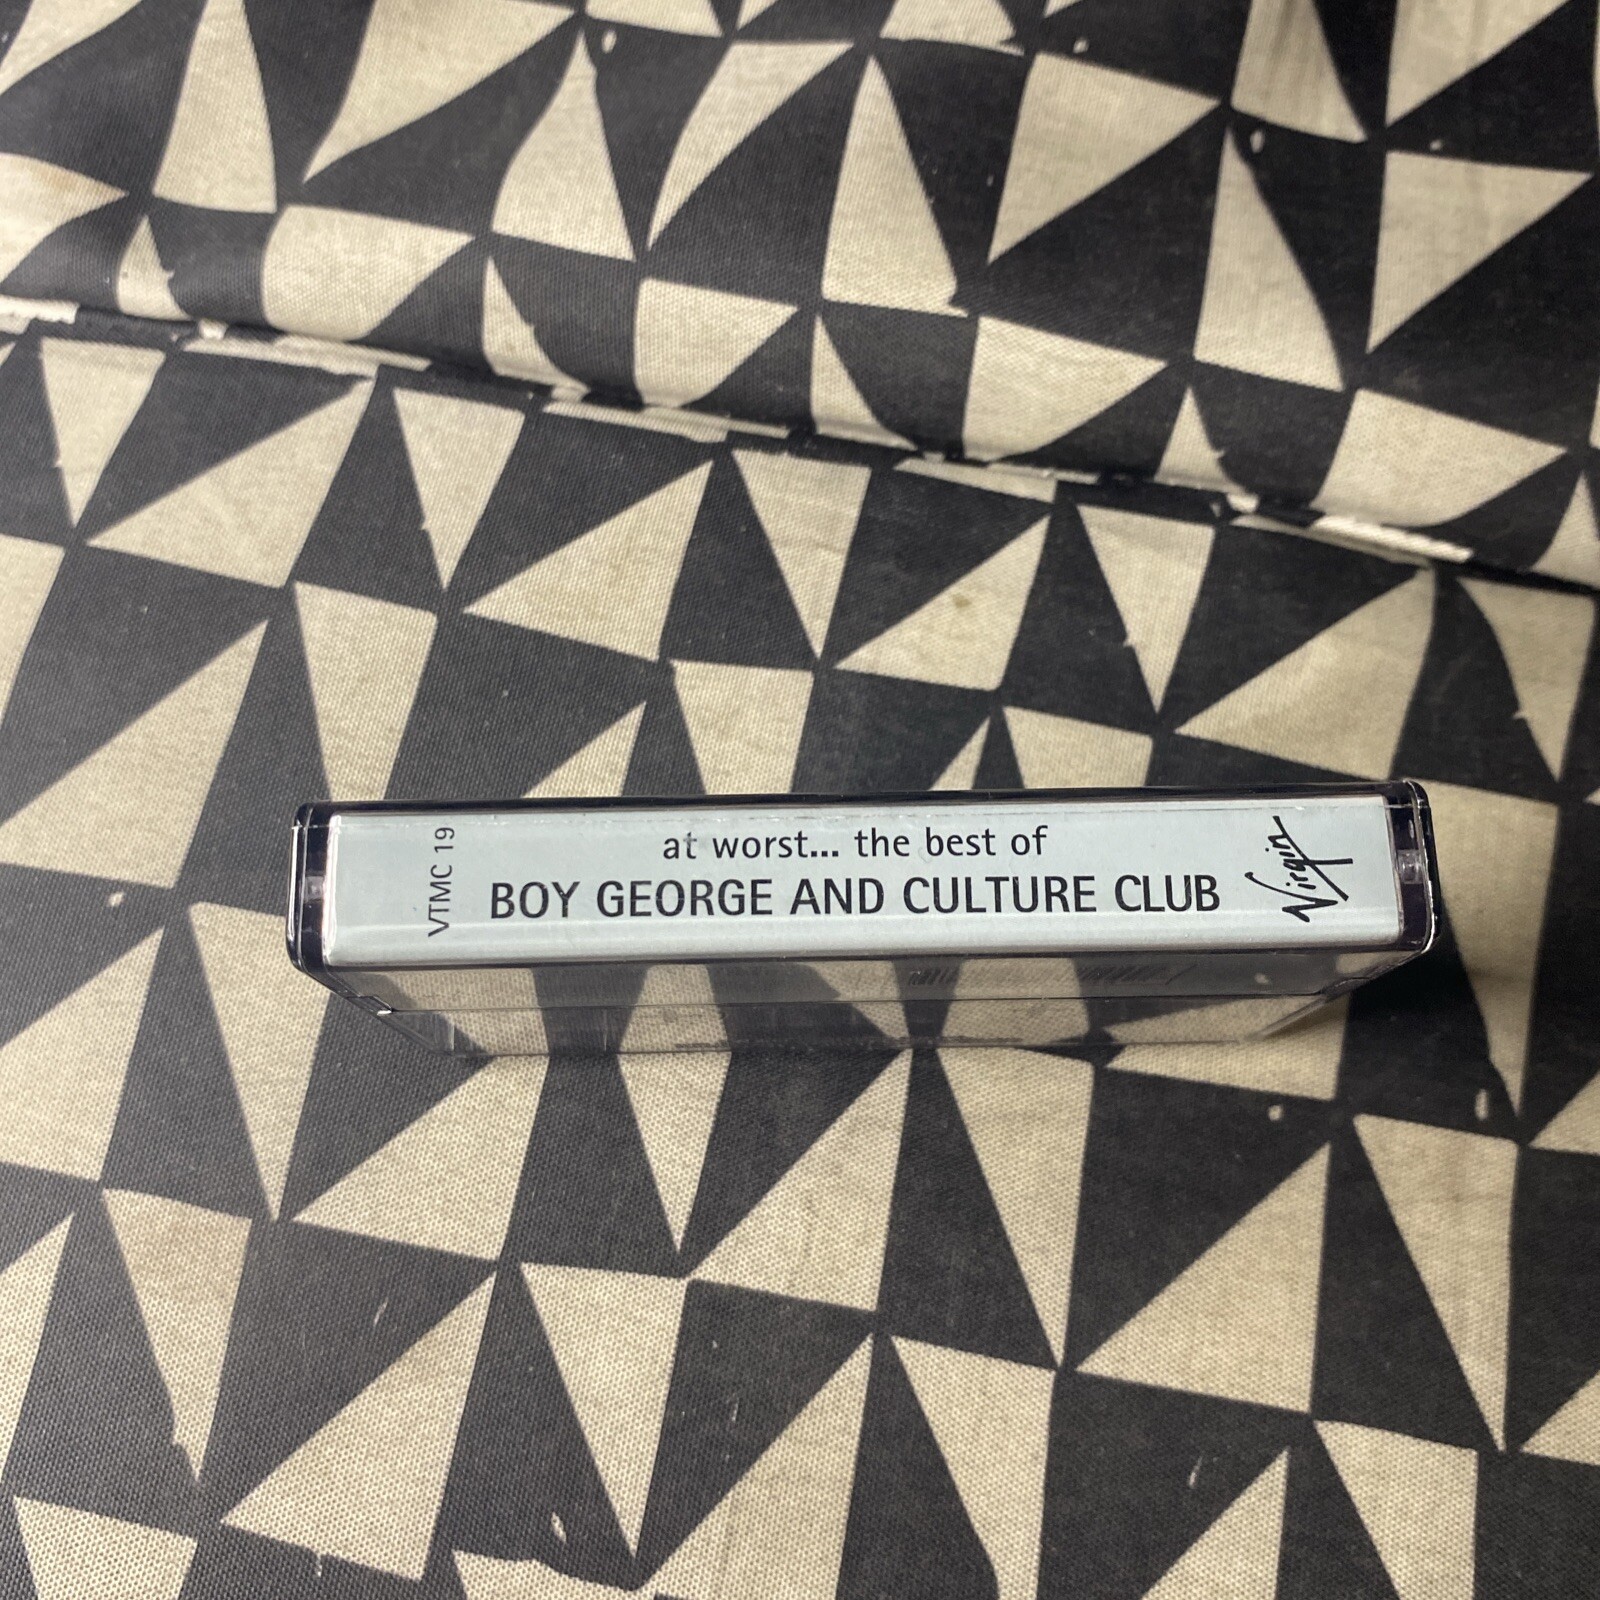 VTMC 19
at worst... the best of
BOY GEORGE AND CULTURE CLUB
Virgin